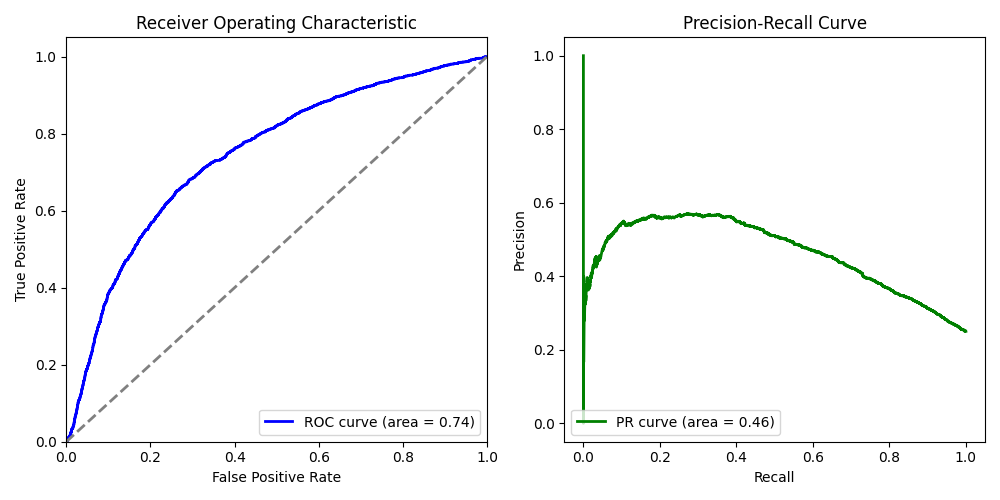 Receiver Operating Characteristic
1.0
0.8
0.6
0.4
0.2
0.0
True Positive Rate
ROC curve (area = 0.74)
0.0 0.2 0.4 0.6 0.8 1.0
False Positive Rate
Precision-Recall Curve
1.0
0.8
0.6
0.4
0.2
0.0
Precision
PR curve (area = 0.46)
0.0 0.2 0.4 0.6 0.8 1.0
Recall